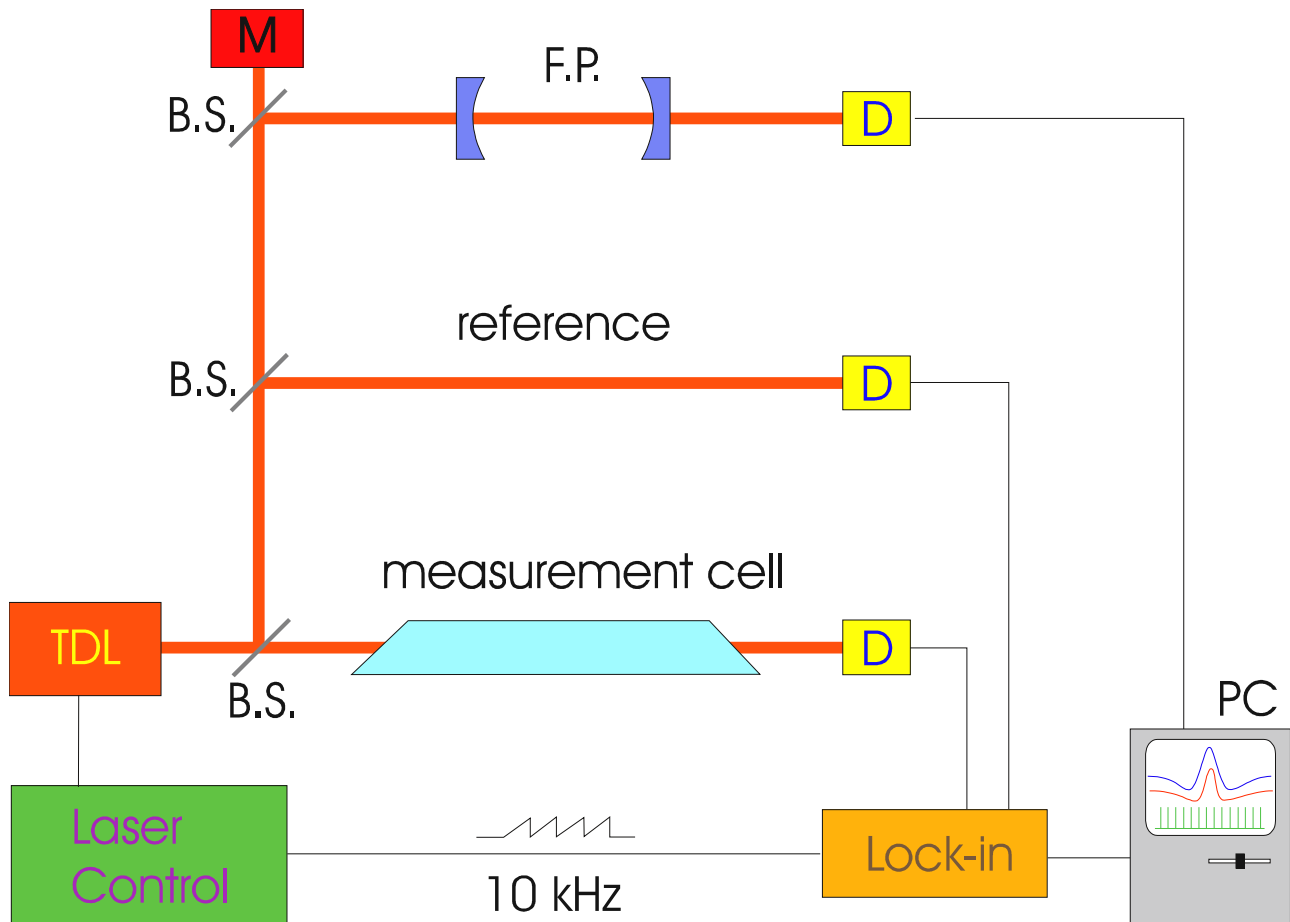 M
F.P.
B.S.
D
reference
B.S.
D
measurement cell
TDL
D
B.S.
PC
Laser
Control
Lock-in
10 kHz